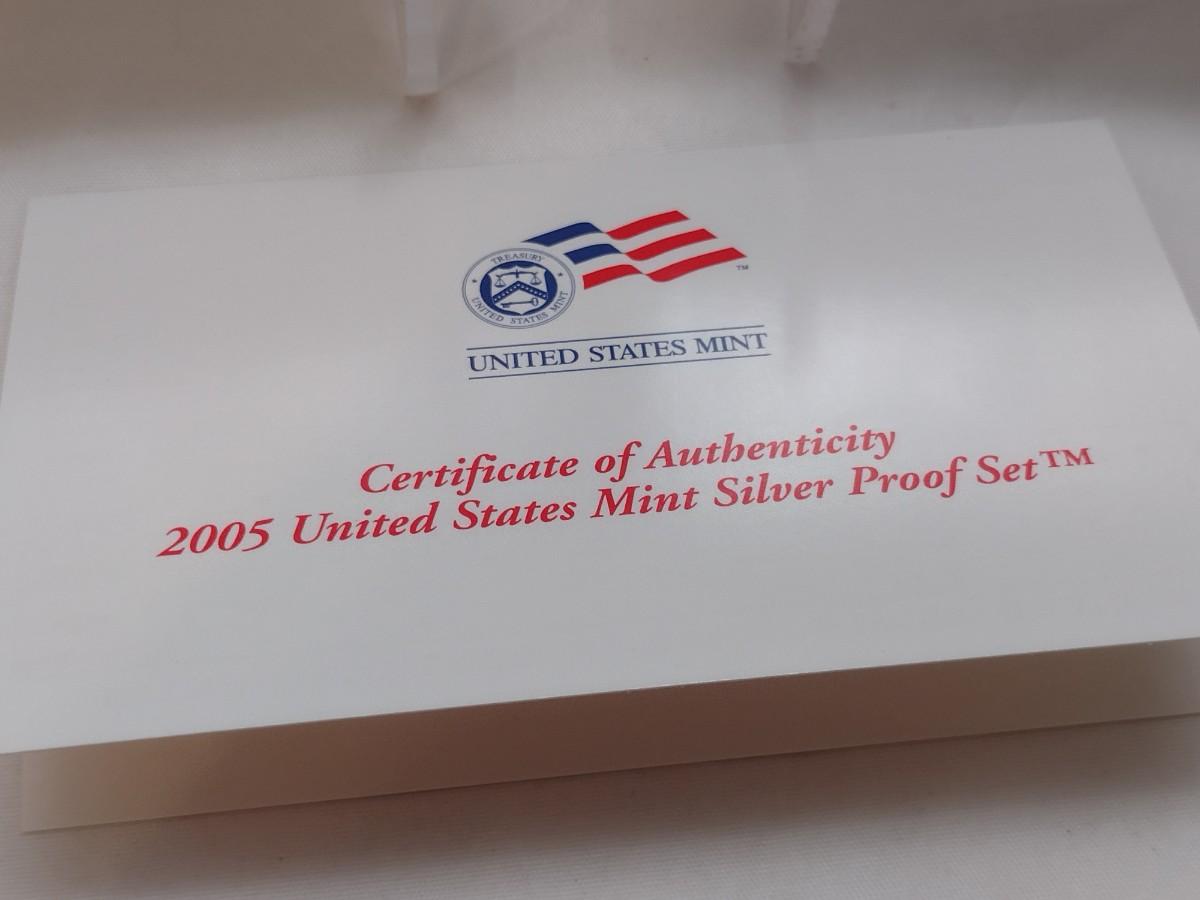 TREASURY
UNITED STATES MINT
TM
UNITED STATES MINT
Certificate of Authenticity
2005 United States Mint Silver Proof Set™